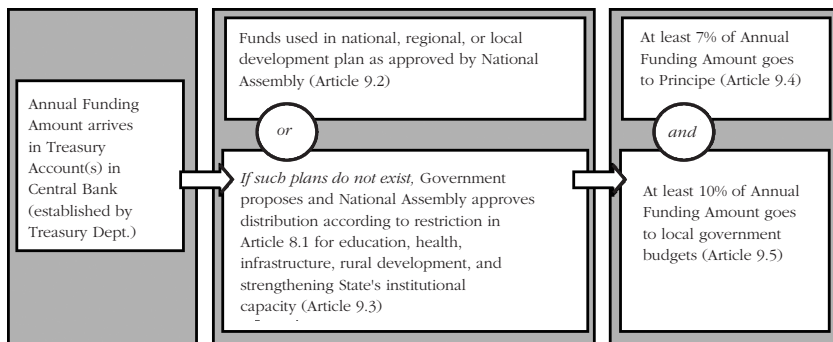 Annual Funding
Amount arrives
in Treasury
Account(s) in
Central Bank
(established by
Treasury Dept.)
Funds used in national, regional, or local
development plan as approved by National
Assembly (Article 9.2)
or
If such plans do not exist, Government
proposes and National Assembly approves
distribution according to restriction in
Article 8.1 for education, health,
infrastructure, rural development, and
strengthening State's institutional
capacity (Article 9.3)
At least 7% of Annual
Funding Amount goes
to Principe (Article 9.4)
and
At least 10% of Annual
Funding Amount goes
to local government
budgets (Article 9.5)